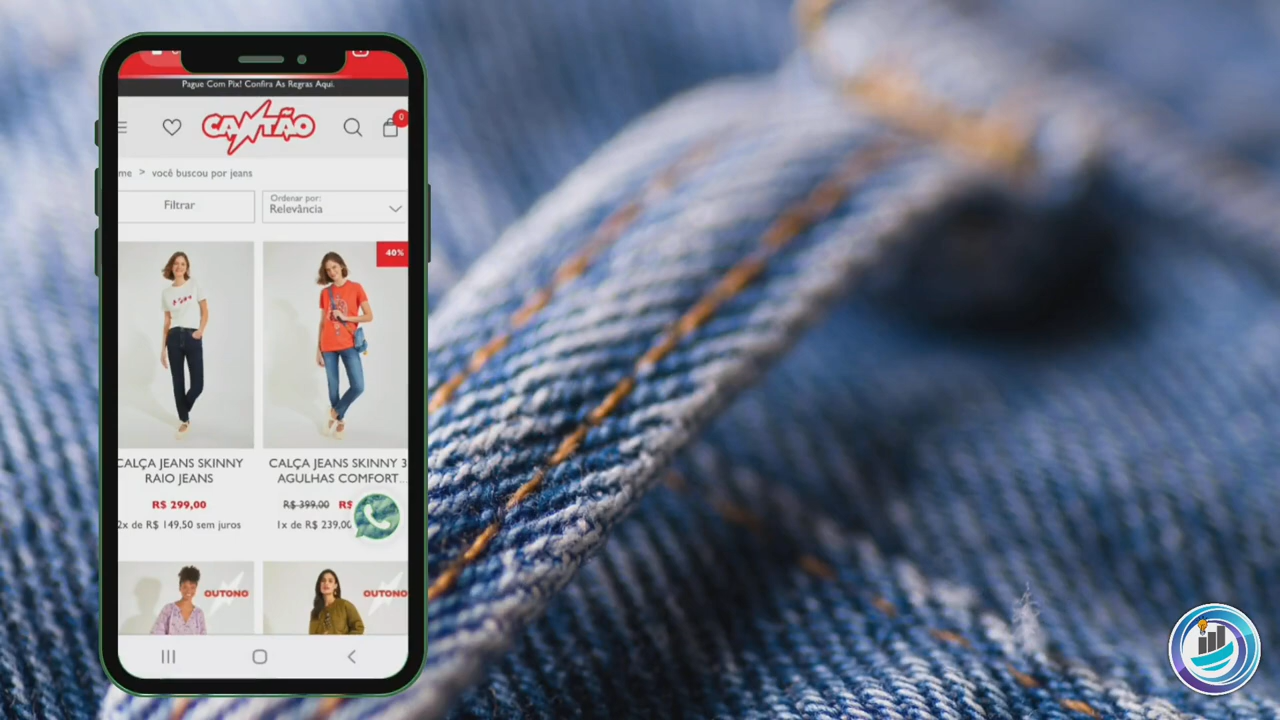 Pague Com Pix! Confira As Regras Aqui.
CANTÃO
0
me > você buscou por jeans
Filtrar
Ordenar por:
Relevância
40%
CALÇA JEANS SKINNY
RAIO JEANS
R$ 299,00
2x de R$ 149,50 sem juros
CALÇA JEANS SKINNY 3
AGULHAS COMFORT...
R$ 399,00 R$
1x de R$ 239,00
OUTONO
OUTONO